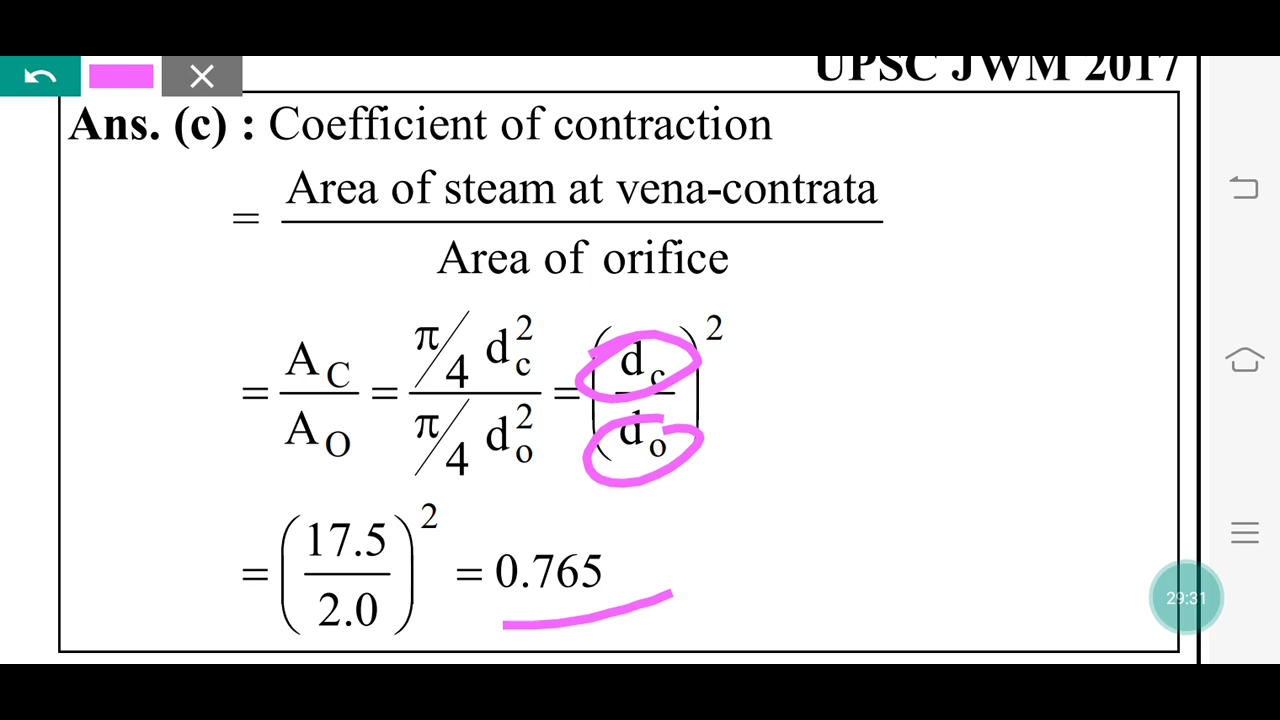 UPSC JWM 2017
Ans. (c) : Coefficient of contraction
= Area of steam at vena-contrata / Area of orifice
= A_C / A_O = (π/4 d_c^2) / (π/4 d_o^2) = (d_c / d_o)^2
= (17.5 / 2.0)^2 = 0.765
29:31